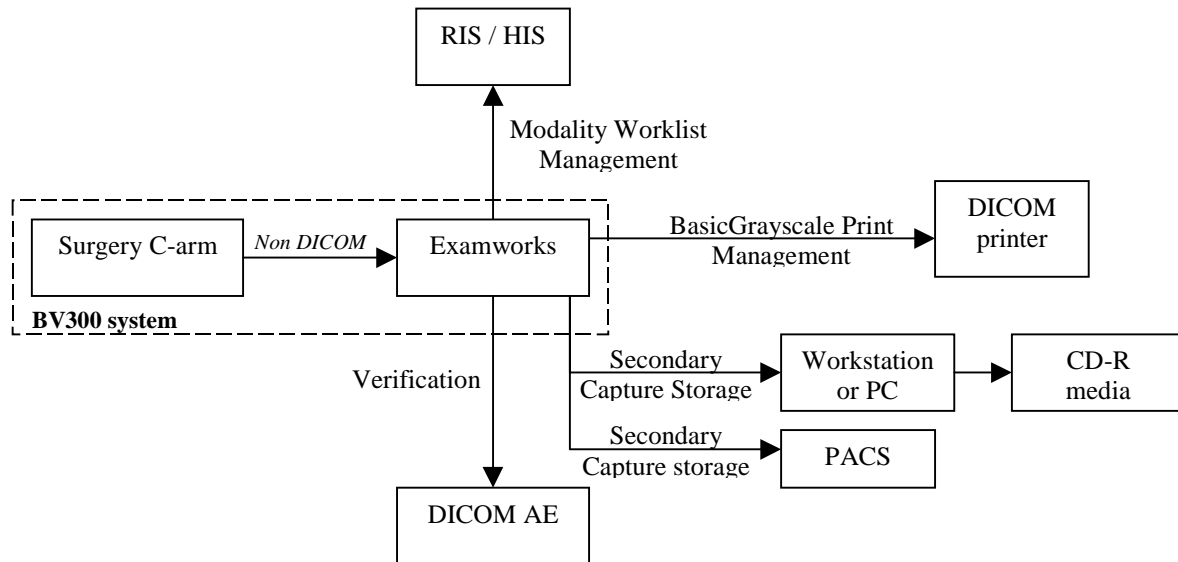 RIS / HIS
Modality Worklist
Management
Surgery C-arm
Non DICOM
Examworks
BasicGrayscale Print
Management
DICOM
printer
BV300 system
Verification
Secondary
Capture Storage
Workstation
or PC
CD-R
media
Secondary
Capture storage
PACS
DICOM AE